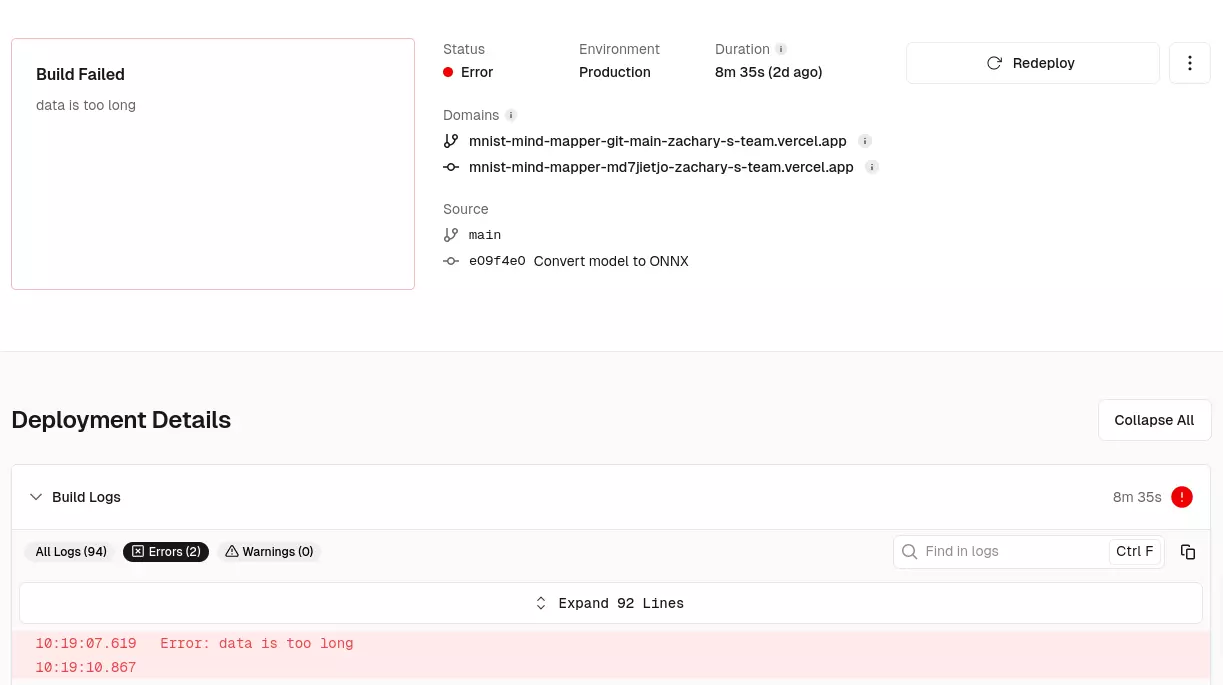 Build Failed
data is too long
Status
Error
Environment
Production
Duration
8m 35s (2d ago)
Redeploy
Domains
mnist-mind-mapper-git-main-zachary-s-team.vercel.app
mnist-mind-mapper-md7jietjo-zachary-s-team.vercel.app
Source
main
e09f4e0 Convert model to ONNX
Deployment Details
Collapse All
Build Logs
8m 35s
All Logs (94)
Errors (2)
Warnings (0)
Find in logs
Ctrl F
Expand 92 Lines
10:19:07.619 Error: data is too long
10:19:10.867